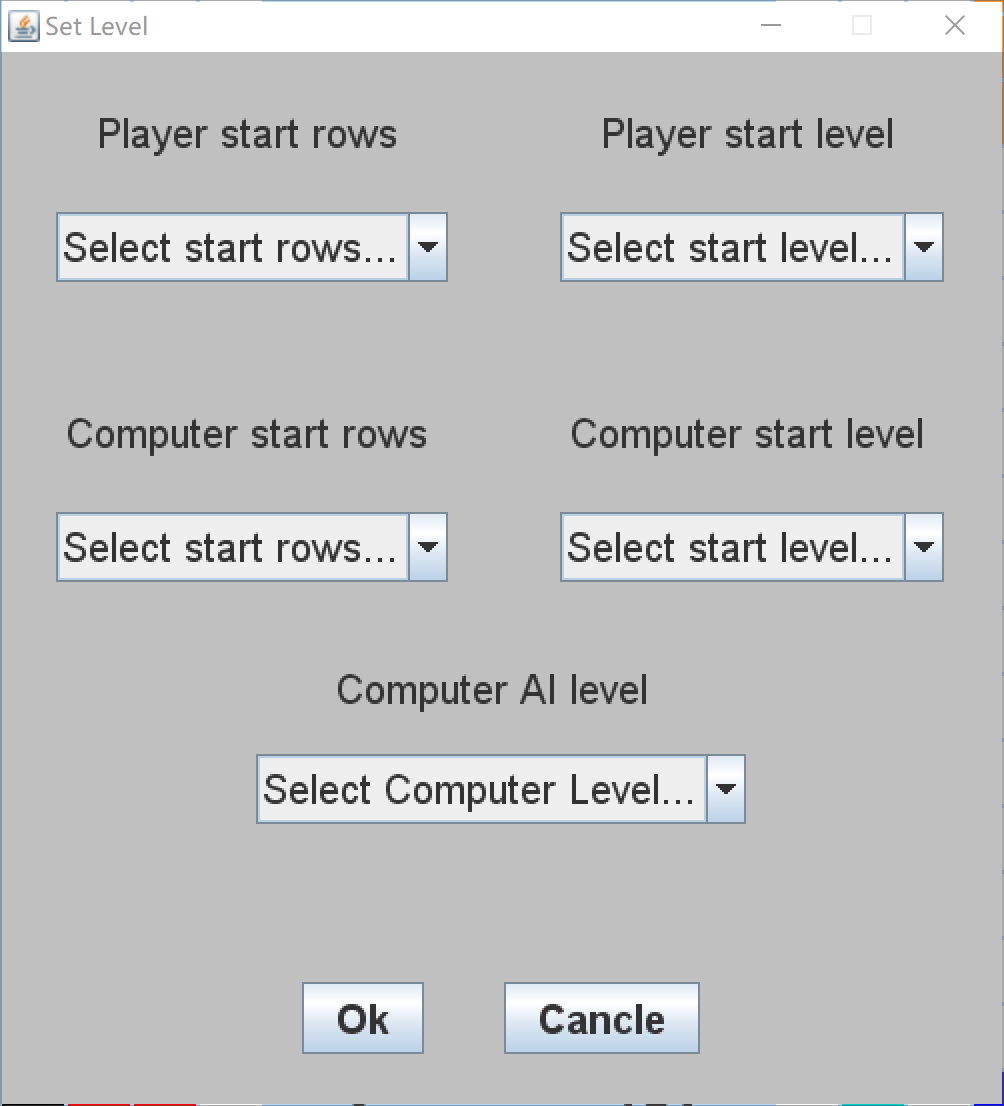 Set Level
Player start rows
Player start level
Select start rows...
Select start level...
Computer start rows
Computer start level
Select start rows...
Select start level...
Computer AI level
Select Computer Level...
Ok
Cancle